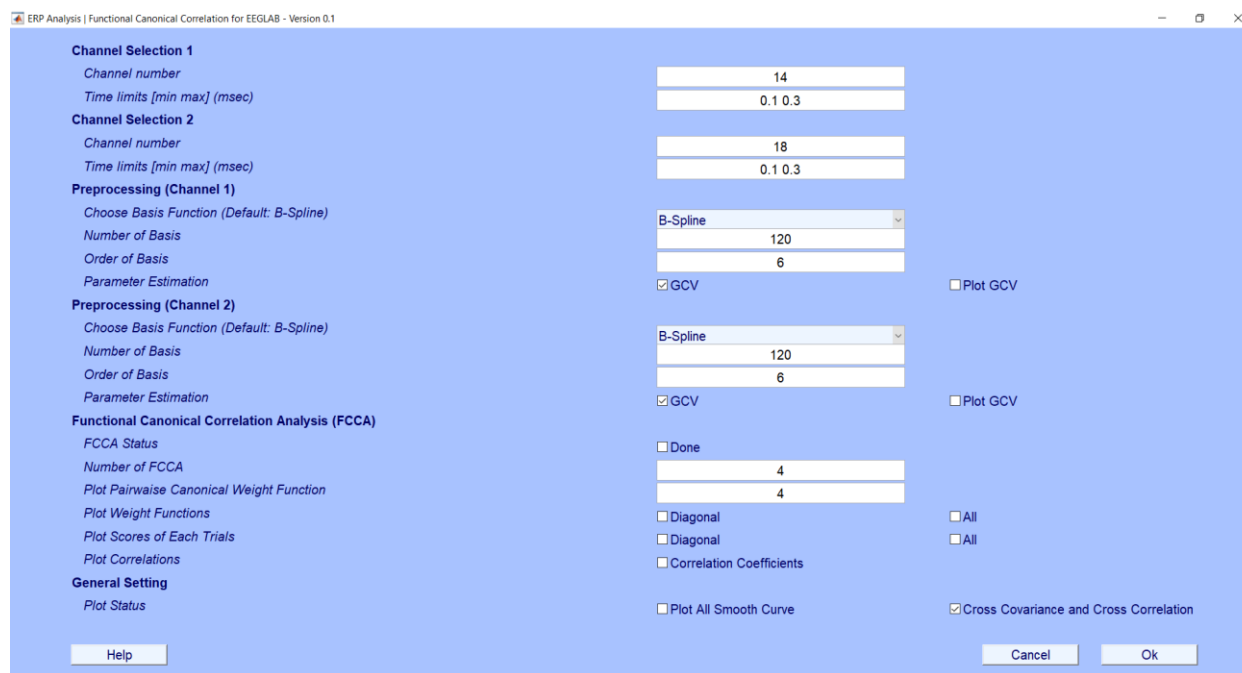 ERP Analysis | Functional Canonical Correlation for EEGLAB - Version 0.1
Channel Selection 1
Channel number 14
Time limits [min max] (msec) 0.1 0.3
Channel Selection 2
Channel number 18
Time limits [min max] (msec) 0.1 0.3
Preprocessing (Channel 1)
Choose Basis Function (Default: B-Spline) B-Spline
Number of Basis 120
Order of Basis 6
Parameter Estimation GCV Plot GCV
Preprocessing (Channel 2)
Choose Basis Function (Default: B-Spline) B-Spline
Number of Basis 120
Order of Basis 6
Parameter Estimation GCV Plot GCV
Functional Canonical Correlation Analysis (FCCA)
FCCA Status Done
Number of FCCA 4
Plot Pairwaise Canonical Weight Function 4
Plot Weight Functions Diagonal All
Plot Scores of Each Trials Diagonal All
Plot Correlations Correlation Coefficients
General Setting
Plot Status Plot All Smooth Curve Cross Covariance and Cross Correlation
Help Cancel Ok